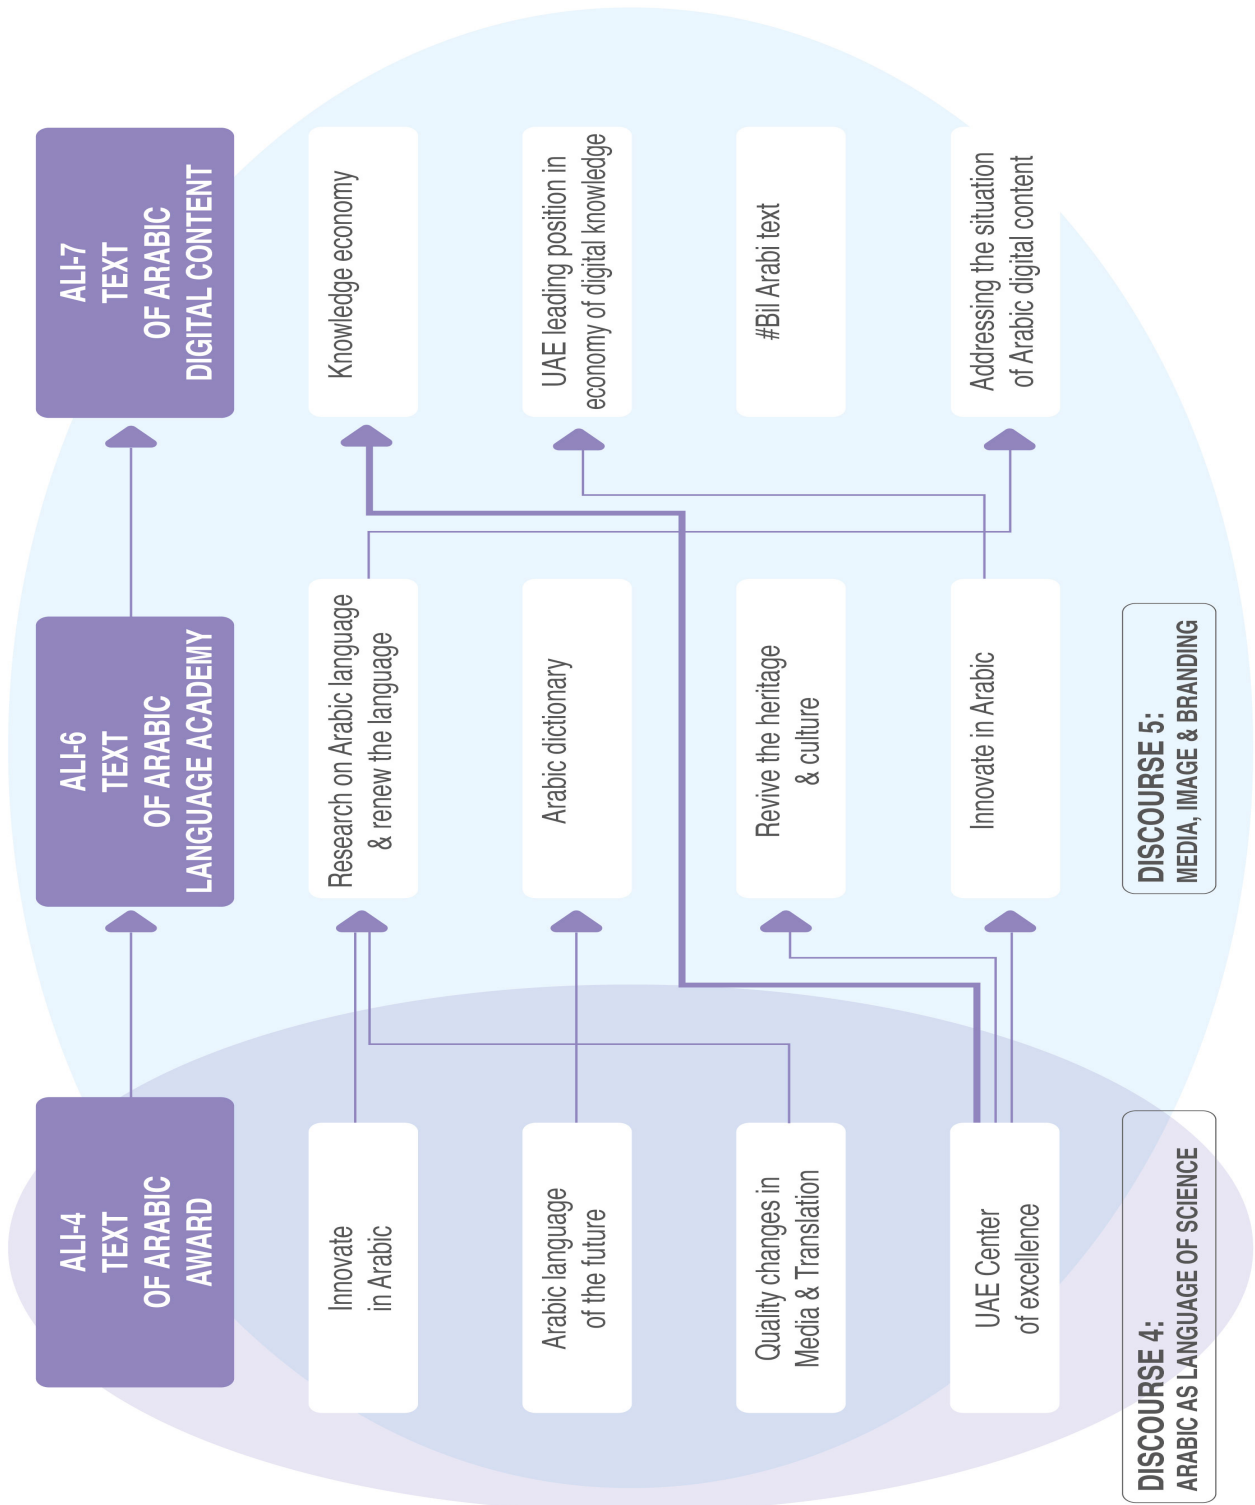 ALI-4
TEXT
OF ARABIC
AWARD
Innovate
in Arabic
Arabic language
of the future
Quality changes in
Media & Translation
UAE Center
of excellence
DISCOURSE 4:
ARABIC AS LANGUAGE OF SCIENCE
ALI-6
TEXT
OF ARABIC
LANGUAGE ACADEMY
Research on Arabic language
& renew the language
Arabic dictionary
Revive the heritage
& culture
Innovate in Arabic
DISCOURSE 5:
MEDIA, IMAGE & BRANDING
ALI-7
TEXT
OF ARABIC
DIGITAL CONTENT
Knowledge economy
UAE leading position in
economy of digital knowledge
#Bil Arabi text
Addressing the situation
of Arabic digital content